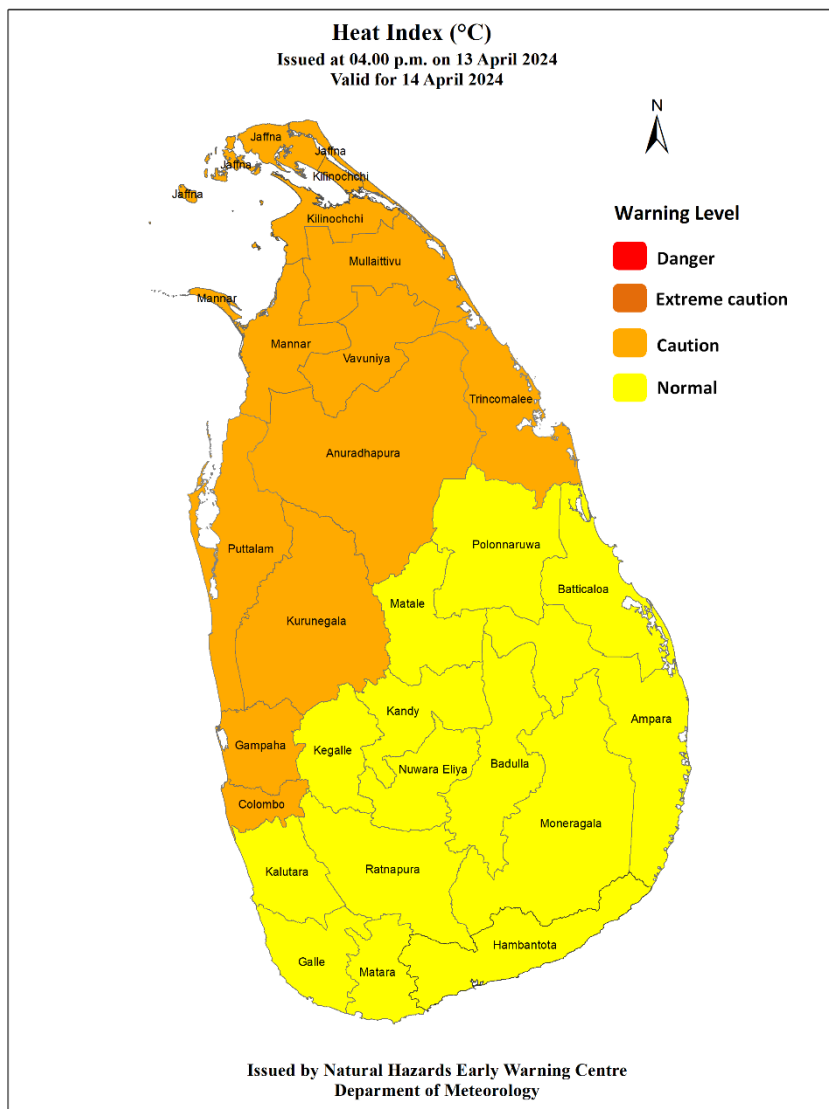 Heat Index (°C)
Issued at 04.00 p.m. on 13 April 2024
Valid for 14 April 2024
N
Jaffna
Jaffna
Jaffna
Kilinochchi
Jaffna
Kilinochchi
Mullaittivu
Mannar
Mannar
Vavuniya
Trincomalee
Anuradhapura
Polonnaruwa
Puttalam
Batticaloa
Matale
Kurunegala
Kandy
Ampara
Gampaha
Kegalle
Nuwara Eliya
Badulla
Colombo
Moneragala
Kalutara
Ratnapura
Hambantota
Galle
Matara
Warning Level
Danger
Extreme caution
Caution
Normal
Issued by Natural Hazards Early Warning Centre
Deparment of Meteorology